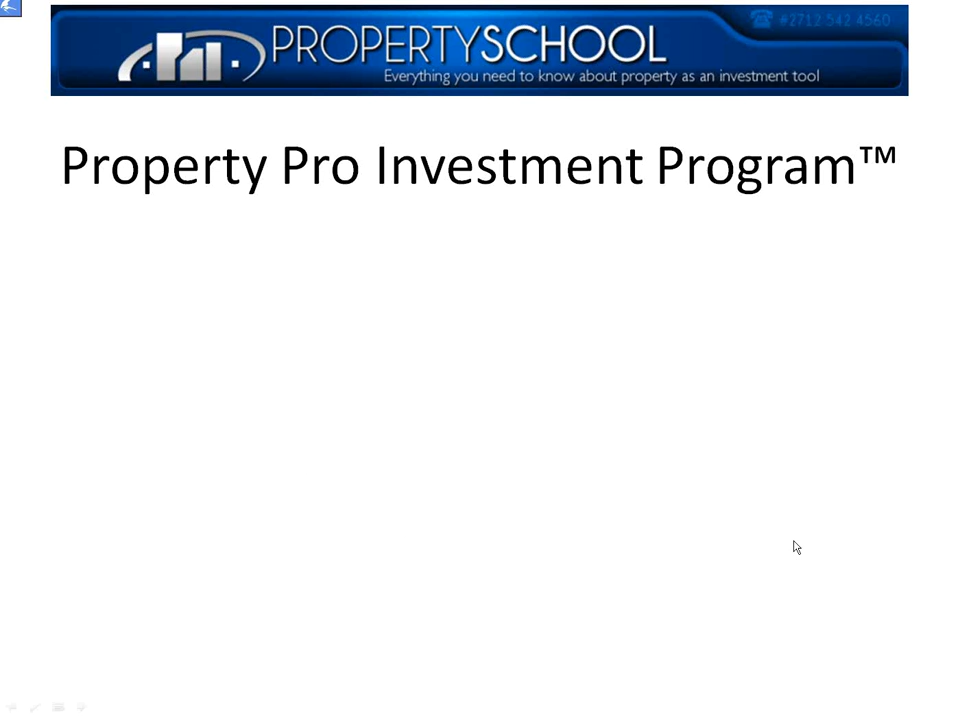 #2712 542 4560
PROPERTYSCHOOL
Everything you need to know about property as an investment tool
Property Pro Investment Program™